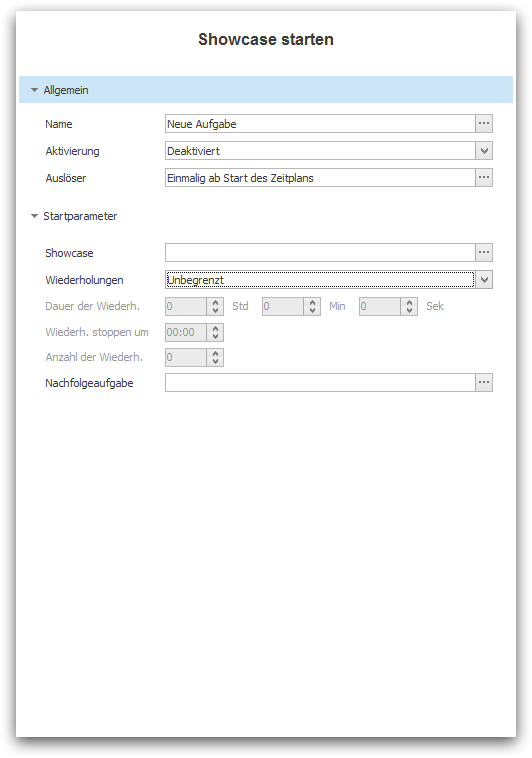 Showcase starten
Allgemein
Name Neue Aufgabe ...
Aktivierung Deaktiviert
Auslöser Einmalig ab Start des Zeitplans ...
Startparameter
Showcase ...
Wiederholungen Unbegrenzt
Dauer der Wiederh. 0 Std 0 Min 0 Sek
Wiederh. stoppen um 00:00
Anzahl der Wiederh. 0
Nachfolgeaufgabe ...